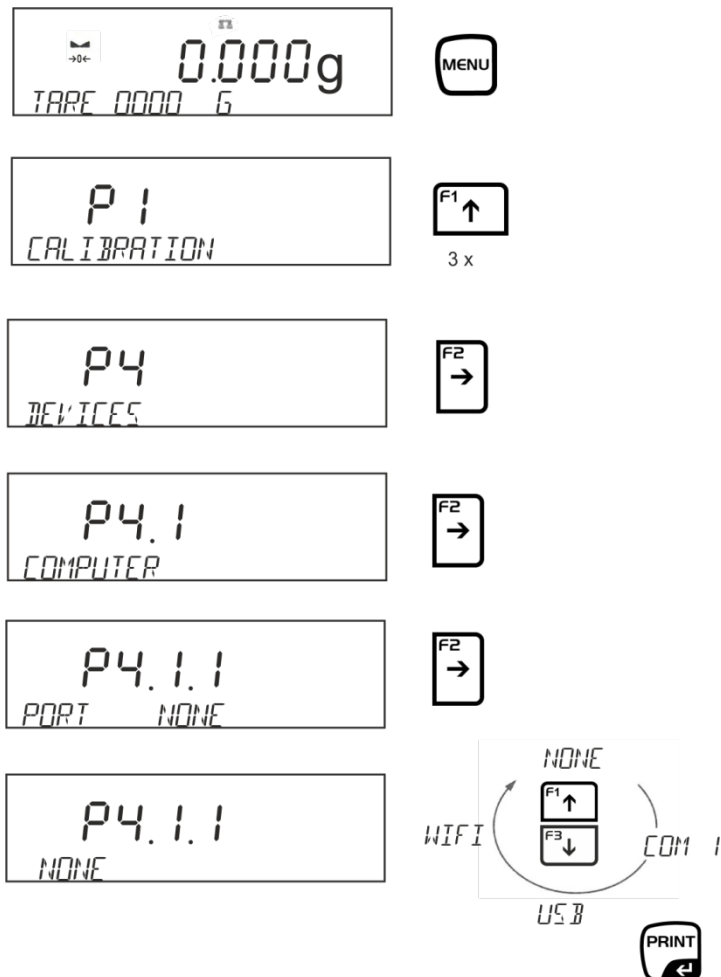 →0←
0.000g
TARE 0000 G
MENU
P1
CALIBRATION
F1 ↑
3 x
P4
DEVICES
F2 →
P4.1
COMPUTER
F2 →
P4.1.1
PORT NONE
F2 →
P4.1.1
NONE
NONE
F1 ↑
WIFI
F3 ↓
COM 1
USB
PRINT